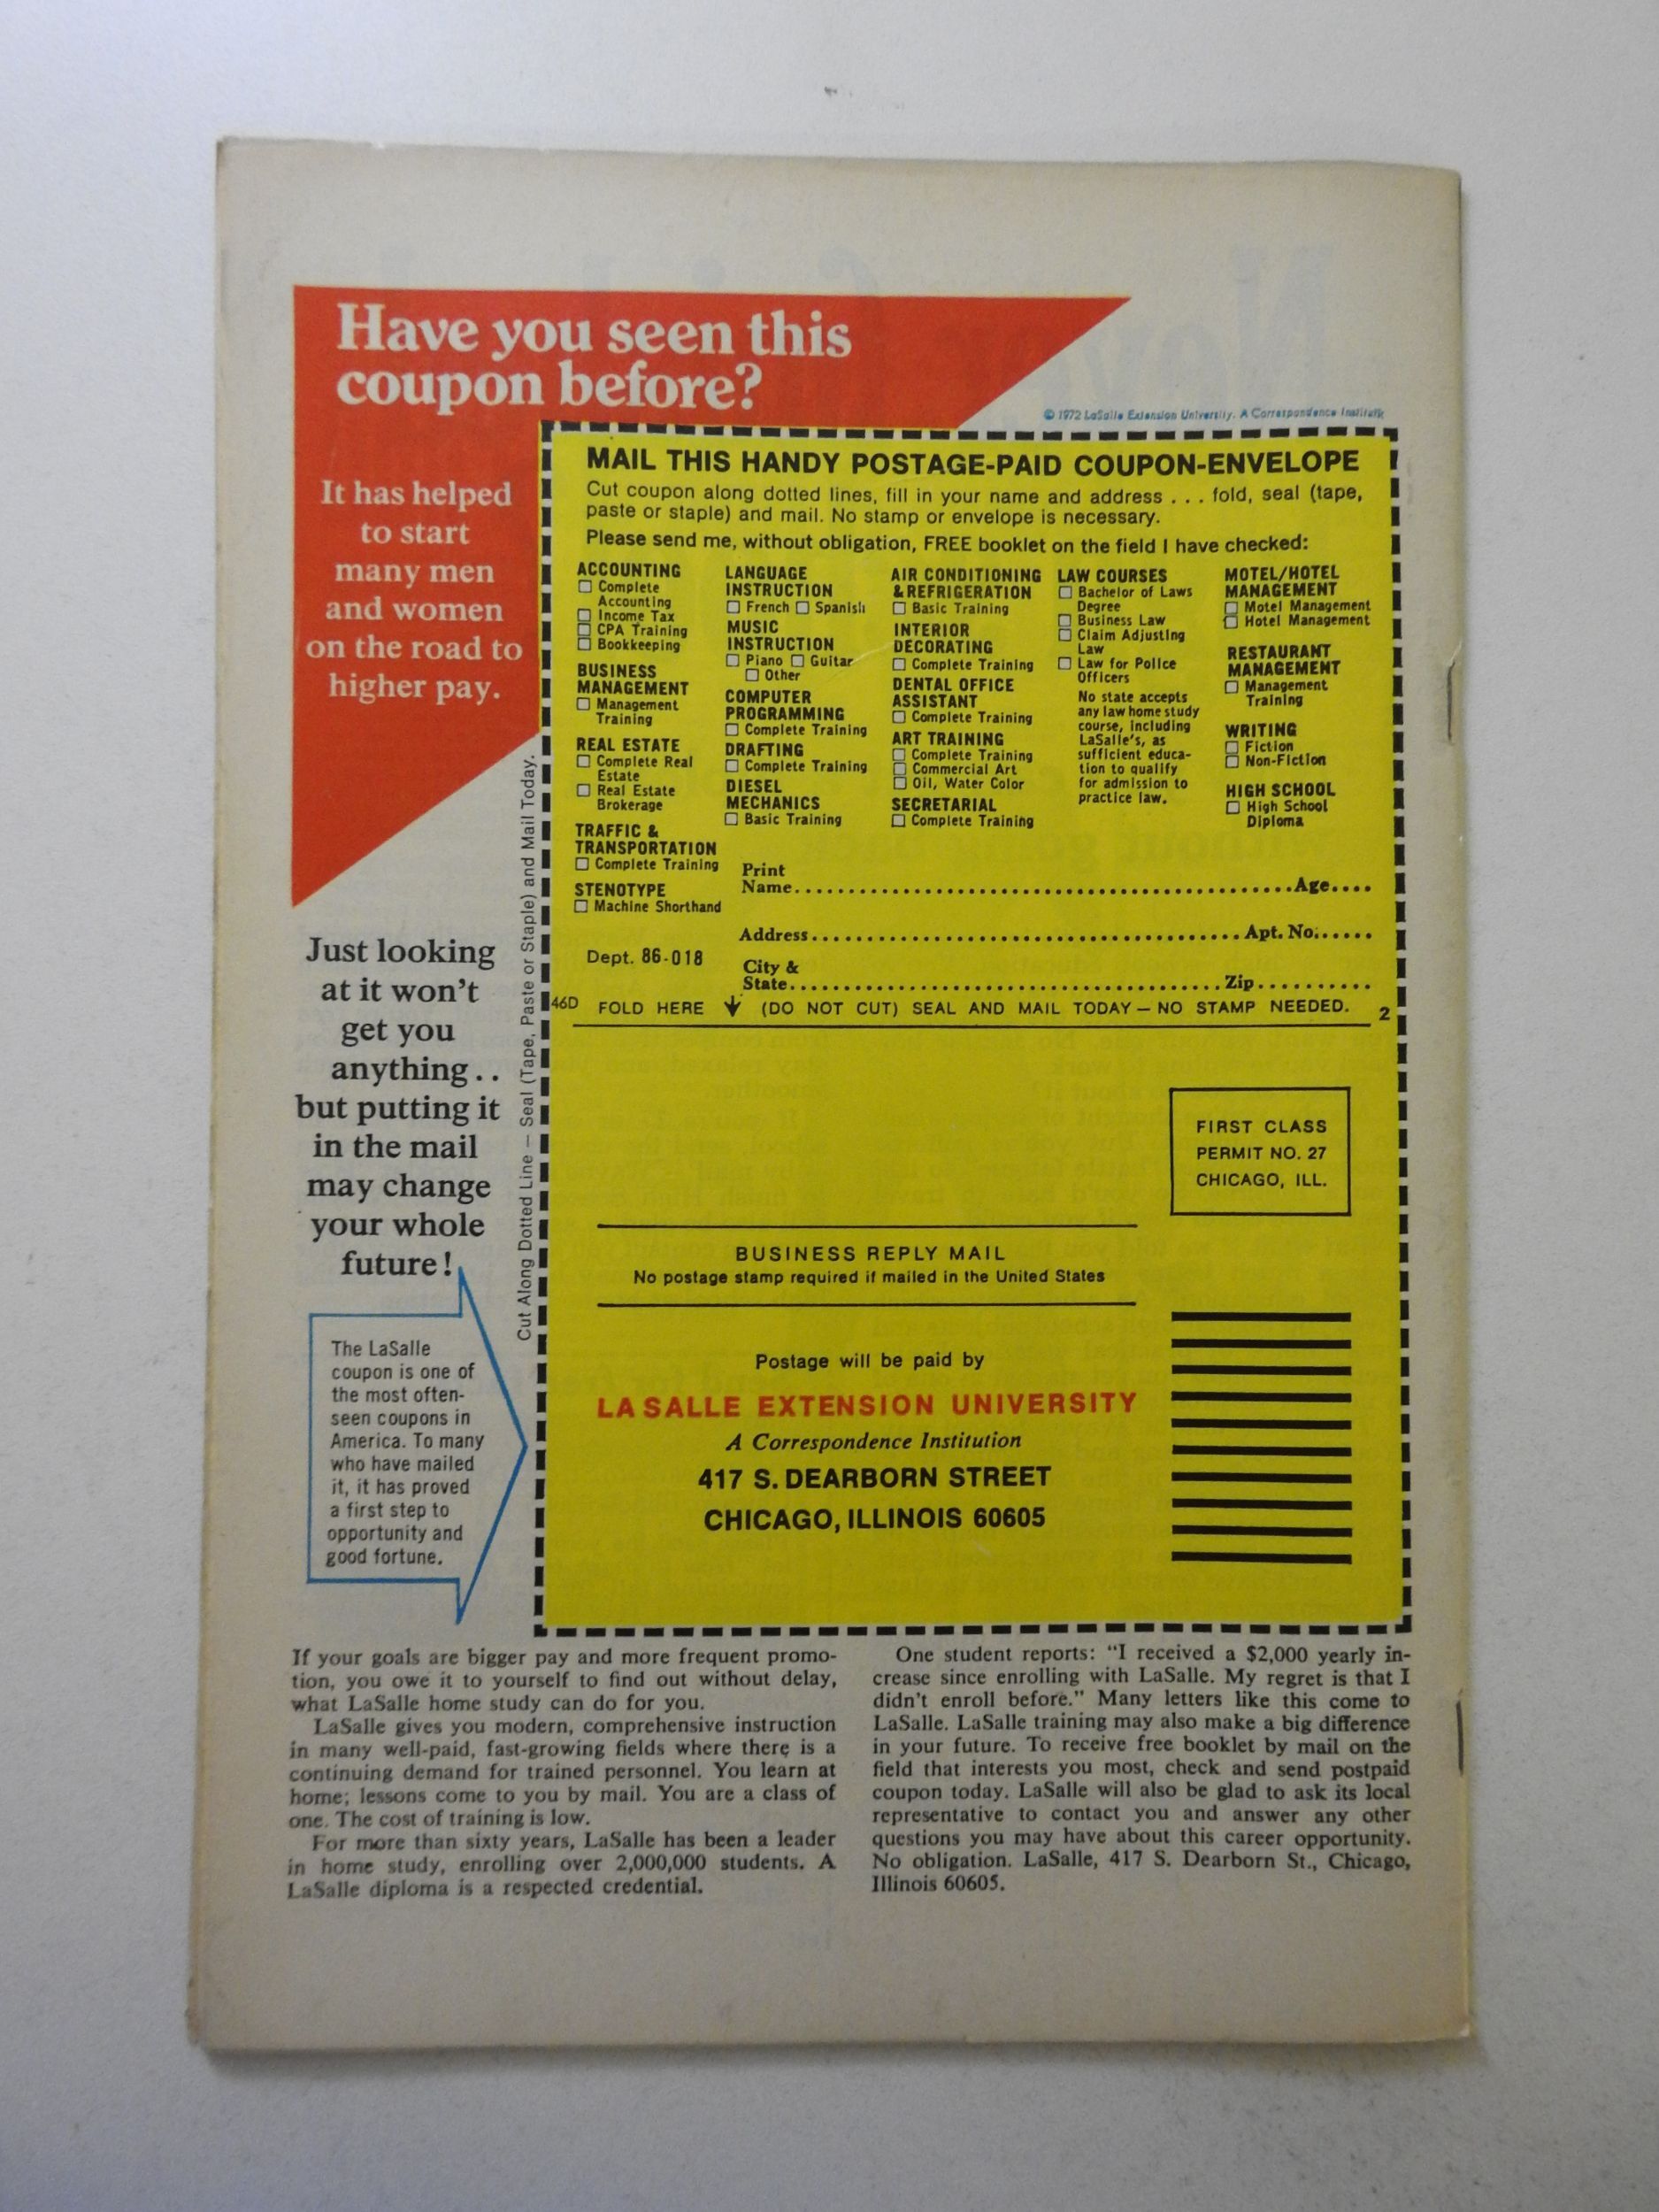 Have you seen this
coupon before?
© 1972 LaSalle Extension University. A Correspondence Institute
It has helped
to start
many men
and women
on the road to
higher pay.
Just looking
at it won't
get you
anything . .
but putting it
in the mail
may change
your whole
future!
The LaSalle
coupon is one of
the most often-
seen coupons in
America. To many
who have mailed
it, it has proved
a first step to
opportunity and
good fortune.
Cut Along Dotted Line — Seal (Tape, Paste or Staple) and Mail Today.
MAIL THIS HANDY POSTAGE-PAID COUPON-ENVELOPE
Cut coupon along dotted lines, fill in your name and address . . . fold, seal (tape,
paste or staple) and mail. No stamp or envelope is necessary.
Please send me, without obligation, FREE booklet on the field I have checked:
ACCOUNTING
☐ Complete
Accounting
☐ Income Tax
☐ CPA Training
☐ Bookkeeping
BUSINESS
MANAGEMENT
☐ Management
Training
REAL ESTATE
☐ Complete Real
Estate
☐ Real Estate
Brokerage
TRAFFIC &
TRANSPORTATION
☐ Complete Training
STENOTYPE
☐ Machine Shorthand
LANGUAGE
INSTRUCTION
☐ French ☐ Spanish
MUSIC
INSTRUCTION
☐ Piano ☐ Guitar
☐ Other
COMPUTER
PROGRAMMING
☐ Complete Training
DRAFTING
☐ Complete Training
DIESEL
MECHANICS
☐ Basic Training
AIR CONDITIONING
& REFRIGERATION
☐ Basic Training
INTERIOR
DECORATING
☐ Complete Training
DENTAL OFFICE
ASSISTANT
☐ Complete Training
ART TRAINING
☐ Complete Training
☐ Commercial Art
☐ Oil, Water Color
SECRETARIAL
☐ Complete Training
LAW COURSES
☐ Bachelor of Laws
Degree
☐ Business Law
☐ Claim Adjusting
Law
☐ Law for Police
Officers
No state accepts
any law home study
course, including
LaSalle's, as
sufficient educa-
tion to qualify
for admission to
practice law.
MOTEL/HOTEL
MANAGEMENT
☐ Motel Management
☐ Hotel Management
RESTAURANT
MANAGEMENT
☐ Management
Training
WRITING
☐ Fiction
☐ Non-Fiction
HIGH SCHOOL
☐ High School
Diploma
Print
Name.....Age....
Address.....Apt. No.....
Dept. 86-018
City &
State.....Zip.....
46D FOLD HERE ↓ (DO NOT CUT) SEAL AND MAIL TODAY — NO STAMP NEEDED. 2
FIRST CLASS
PERMIT NO. 27
CHICAGO, ILL.
BUSINESS REPLY MAIL
No postage stamp required if mailed in the United States
Postage will be paid by
LA SALLE EXTENSION UNIVERSITY
A Correspondence Institution
417 S. DEARBORN STREET
CHICAGO, ILLINOIS 60605
If your goals are bigger pay and more frequent promo-
tion, you owe it to yourself to find out without delay,
what LaSalle home study can do for you.
LaSalle gives you modern, comprehensive instruction
in many well-paid, fast-growing fields where there is a
continuing demand for trained personnel. You learn at
home; lessons come to you by mail. You are a class of
one. The cost of training is low.
For more than sixty years, LaSalle has been a leader
in home study, enrolling over 2,000,000 students. A
LaSalle diploma is a respected credential.
One student reports: "I received a $2,000 yearly in-
crease since enrolling with LaSalle. My regret is that I
didn't enroll before." Many letters like this come to
LaSalle. LaSalle training may also make a big difference
in your future. To receive free booklet by mail on the
field that interests you most, check and send postpaid
coupon today. LaSalle will also be glad to ask its local
representative to contact you and answer any other
questions you may have about this career opportunity.
No obligation. LaSalle, 417 S. Dearborn St., Chicago,
Illinois 60605.